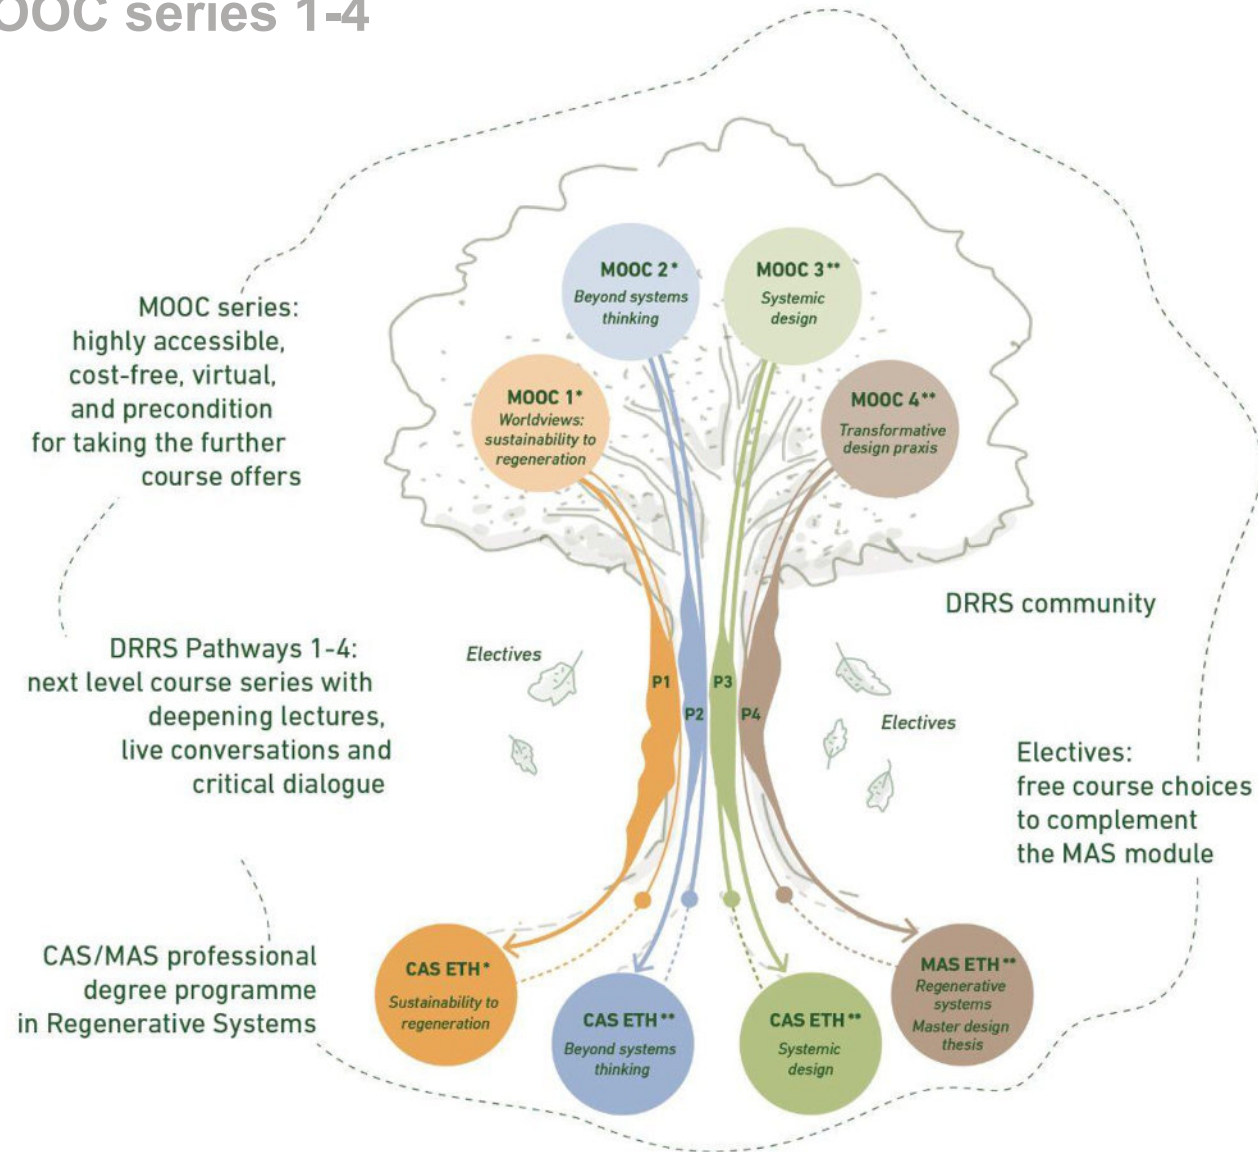 OOC series 1-4
MOOC series:
highly accessible,
cost-free, virtual,
and precondition
for taking the further
course offers
MOOC 2*
Beyond systems
thinking
MOOC 3**
Systemic
design
MOOC 1*
Worldviews:
sustainability to
regeneration
MOOC 4**
Transformative
design praxis
DRRS community
DRRS Pathways 1-4:
next level course series with
deepening lectures,
live conversations and
critical dialogue
Electives
P1
P2
P3
P4
Electives
Electives:
free course choices
to complement
the MAS module
CAS/MAS professional
degree programme
in Regenerative Systems
CAS ETH*
Sustainability to
regeneration
CAS ETH**
Beyond systems
thinking
CAS ETH**
Systemic
design
MAS ETH**
Regenerative
systems
Master design
thesis